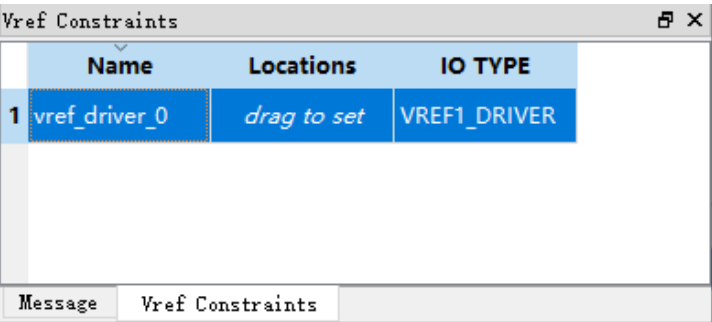 Vref Constraints
Name Locations IO TYPE
1 vref_driver_0 drag to set VREF1_DRIVER
Message Vref Constraints